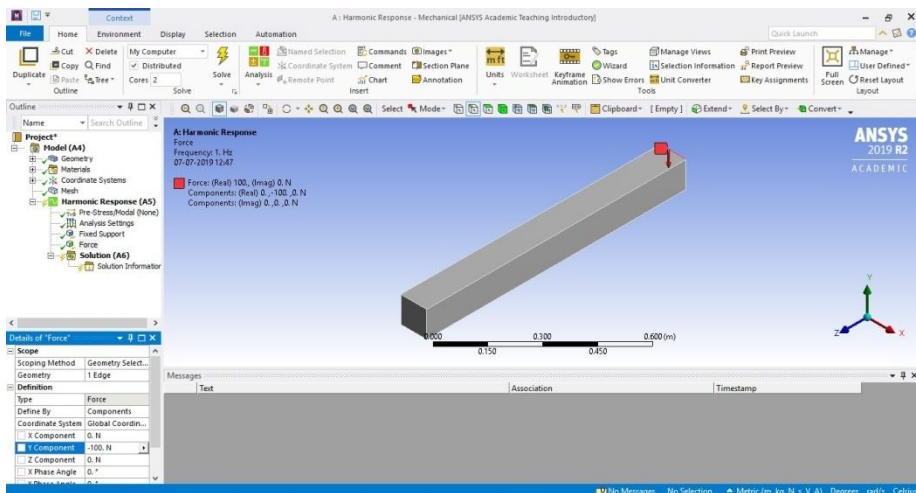 Context
A : Harmonic Response - Mechanical [ANSYS Academic Teaching Introductory]
File Home Environment Display Selection Automation Quick Launch
Duplicate Cut Copy Paste Delete Find Tree
Outline
My Computer Distributed Cores 2 Solve
Solve
Analysis Named Selection Coordinate System Remote Point Commands Comment Chart Images Section Plane Annotation
Insert
Units Worksheet Keyframe Animation Tags Wizard Show Errors Manage Views Selection Information Unit Converter Print Preview Report Preview Key Assignments
Tools
Full Screen Manage User Defined Reset Layout
Layout
Outline
Name Search Outline
Project*
Model (A4)
Geometry
Materials
Coordinate Systems
Mesh
Harmonic Response (A5)
Pre-Stress/Modal (None)
Analysis Settings
Fixed Support
Force
Solution (A6)
Solution Informatior
Select Mode Clipboard [ Empty ] Extend Select By Convert
A: Harmonic Response
Force
Frequency: 1. Hz
07-07-2019 12:47
Force: (Real) 100., (Imag) 0. N
Components: (Real) 0. ,-100. ,0. N
Components: (Imag) 0. ,0. ,0. N
ANSYS
2019 R2
ACADEMIC
0.000 0.300 0.600 (m)
0.150 0.450
Y
Z X
Details of "Force"
Scope
Scoping Method Geometry Select...
Geometry 1 Edge
Definition
Type Force
Define By Components
Coordinate System Global Coordin...
X Component 0. N
Y Component -100. N
Z Component 0. N
X Phase Angle 0. °
Messages
Text Association Timestamp
No Messages No Selection Metric (m, kg, N, s, V, A) Degrees rad/s Celsius